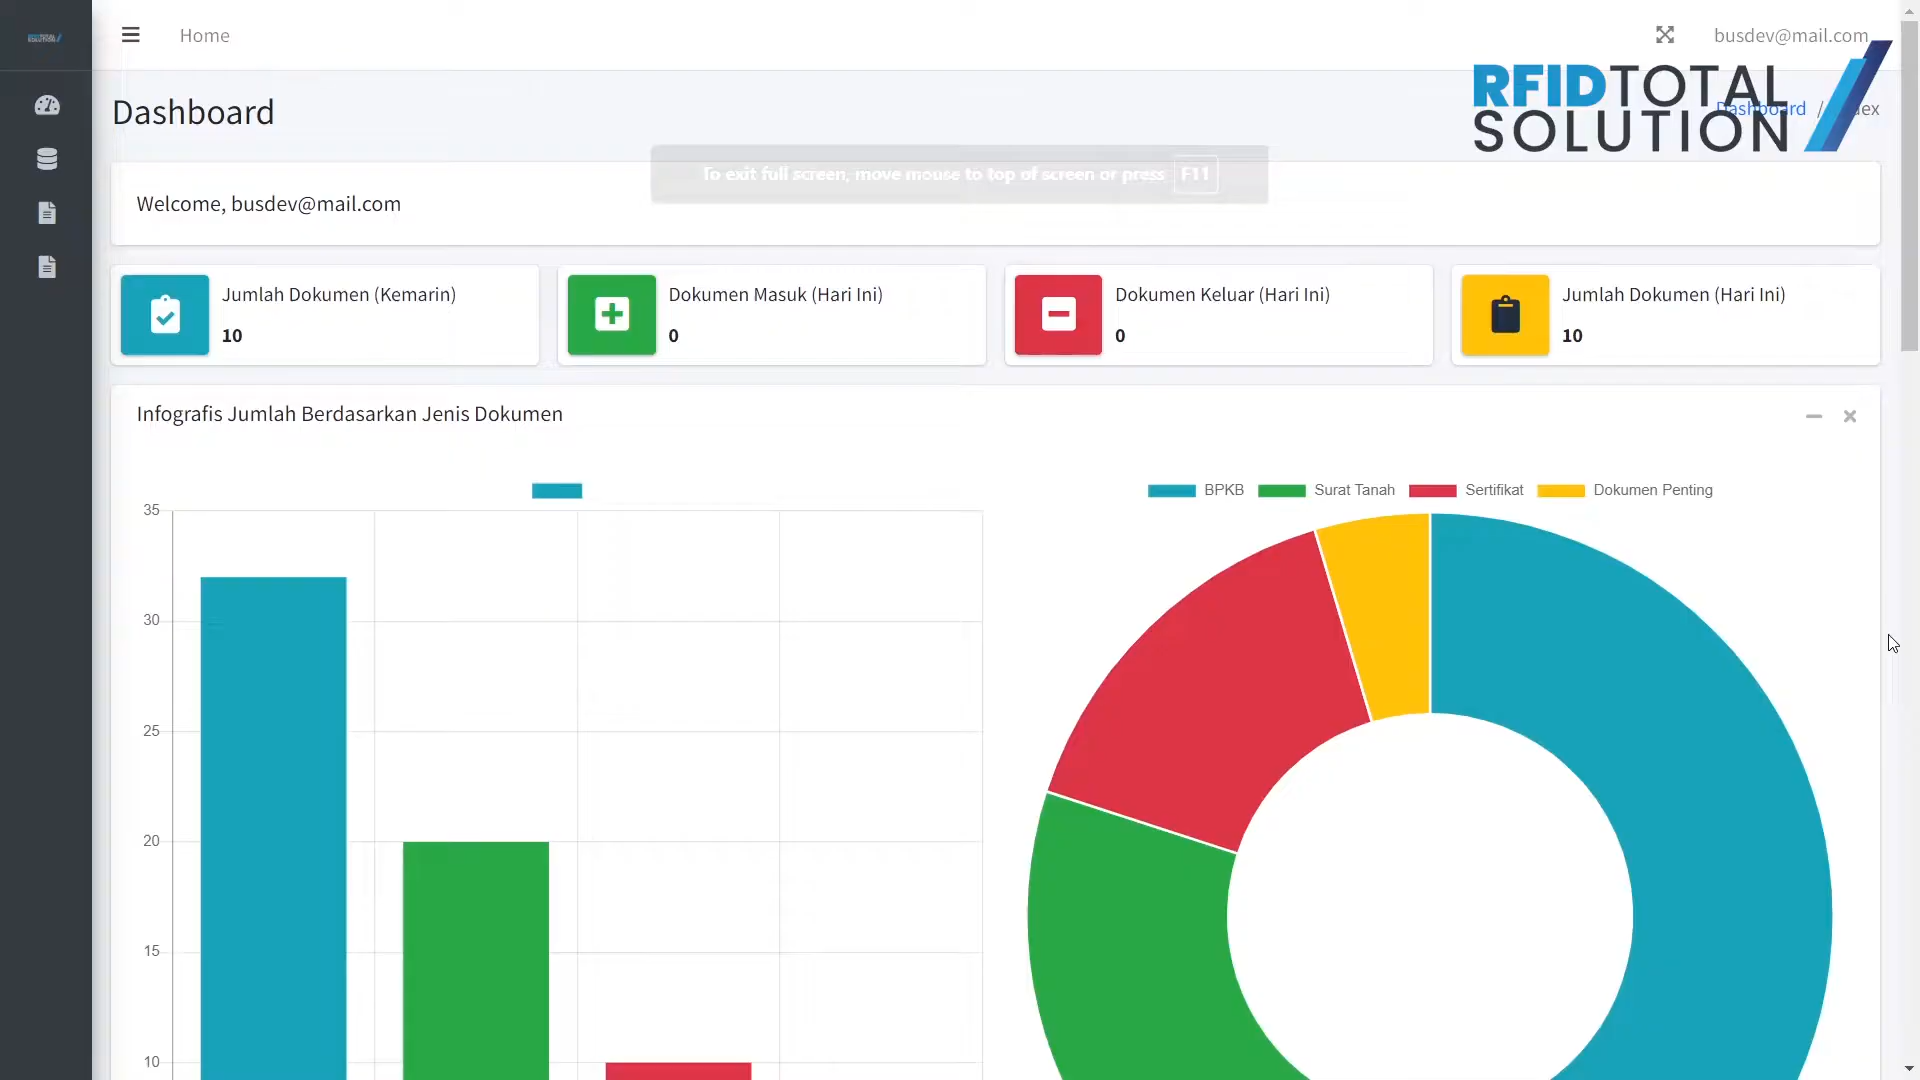 Home
busdev@mail.com
RFIDTOTAL
SOLUTION
Dashboard
Dashboard /
To exit full screen, move mouse to top of screen or press F11
Welcome, busdev@mail.com
Jumlah Dokumen (Kemarin)
10
Dokumen Masuk (Hari Ini)
0
Dokumen Keluar (Hari Ini)
0
Jumlah Dokumen (Hari Ini)
10
Infografis Jumlah Berdasarkan Jenis Dokumen
BPKB Surat Tanah Sertifikat Dokumen Penting
35
30
25
20
15
10